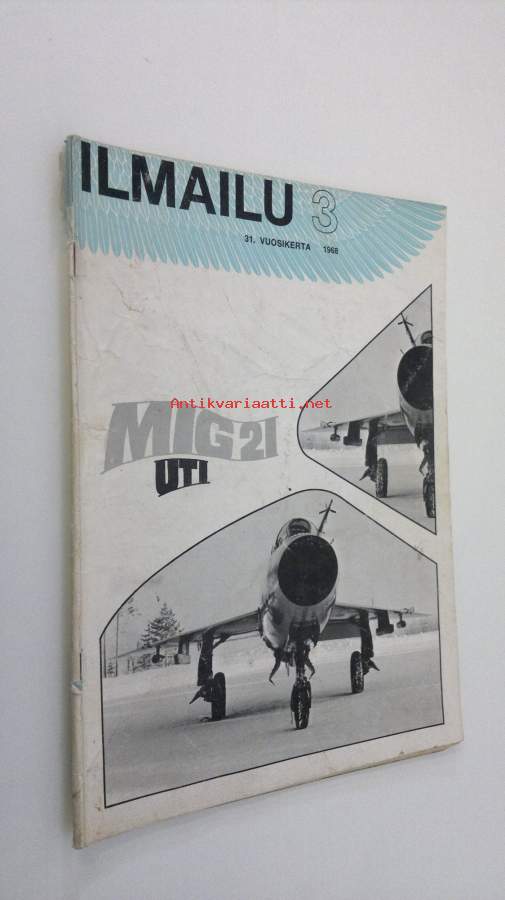 ILMAILU 3
31. VUOSIKERTA 1968
Antikvariaatti.net
MIG 21
UTI